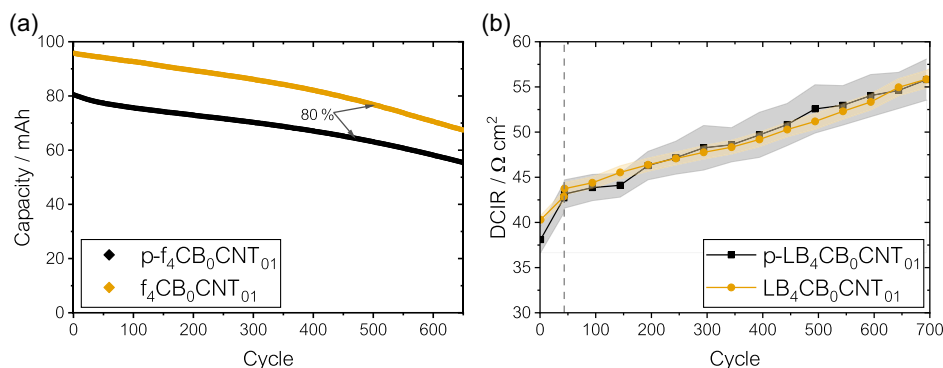 (a)
100
80
60
40
20
0
Capacity / mAh
80 %
p-f₄CB₀CNT₀₁
f₄CB₀CNT₀₁
0 100 200 300 400 500 600
Cycle
(b)
60
55
50
45
40
35
30
DCIR / Ω cm²
p-LB₄CB₀CNT₀₁
LB₄CB₀CNT₀₁
0 100 200 300 400 500 600 700
Cycle